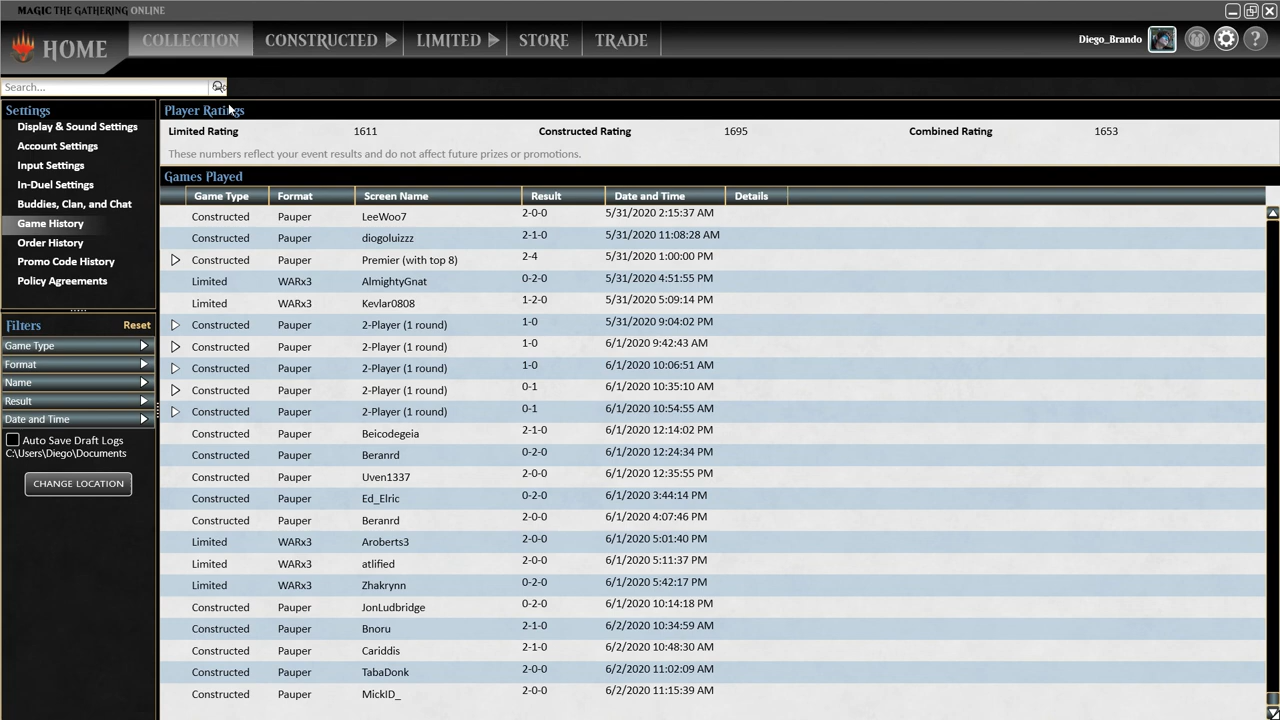 MAGIC THE GATHERING ONLINE
HOME COLLECTION CONSTRUCTED LIMITED STORE TRADE Diego_Brando ?
Search...
Settings
Display & Sound Settings
Account Settings
Input Settings
In-Duel Settings
Buddies, Clan, and Chat
Game History
Order History
Promo Code History
Policy Agreements
Filters Reset
Game Type
Format
Name
Result
Date and Time
Auto Save Draft Logs
C:\Users\Diego\Documents
CHANGE LOCATION
Player Ratings
Limited Rating 1611 Constructed Rating 1695 Combined Rating 1653
These numbers reflect your event results and do not affect future prizes or promotions.
Games Played
Game Type Format Screen Name Result Date and Time Details
Constructed Pauper LeeWoo7 2-0-0 5/31/2020 2:15:37 AM
Constructed Pauper diogoluizzz 2-1-0 5/31/2020 11:08:28 AM
Constructed Pauper Premier (with top 8) 2-4 5/31/2020 1:00:00 PM
Limited WARx3 AlmightyGnat 0-2-0 5/31/2020 4:51:55 PM
Limited WARx3 Kevlar0808 1-2-0 5/31/2020 5:09:14 PM
Constructed Pauper 2-Player (1 round) 1-0 5/31/2020 9:04:02 PM
Constructed Pauper 2-Player (1 round) 1-0 6/1/2020 9:42:43 AM
Constructed Pauper 2-Player (1 round) 1-0 6/1/2020 10:06:51 AM
Constructed Pauper 2-Player (1 round) 0-1 6/1/2020 10:35:10 AM
Constructed Pauper 2-Player (1 round) 0-1 6/1/2020 10:54:55 AM
Constructed Pauper Beicodegeia 2-1-0 6/1/2020 12:14:02 PM
Constructed Pauper Beranrd 0-2-0 6/1/2020 12:24:34 PM
Constructed Pauper Uven1337 2-0-0 6/1/2020 12:35:55 PM
Constructed Pauper Ed_Elric 0-2-0 6/1/2020 3:44:14 PM
Constructed Pauper Beranrd 2-0-0 6/1/2020 4:07:46 PM
Limited WARx3 Aroberts3 2-0-0 6/1/2020 5:01:40 PM
Limited WARx3 atlified 2-0-0 6/1/2020 5:11:37 PM
Limited WARx3 Zhakrynn 0-2-0 6/1/2020 5:42:17 PM
Constructed Pauper JonLudbridge 0-2-0 6/1/2020 10:14:18 PM
Constructed Pauper Bnoru 2-1-0 6/2/2020 10:34:59 AM
Constructed Pauper Cariddis 2-1-0 6/2/2020 10:48:30 AM
Constructed Pauper TabaDonk 2-0-0 6/2/2020 11:02:09 AM
Constructed Pauper MickID_ 2-0-0 6/2/2020 11:15:39 AM